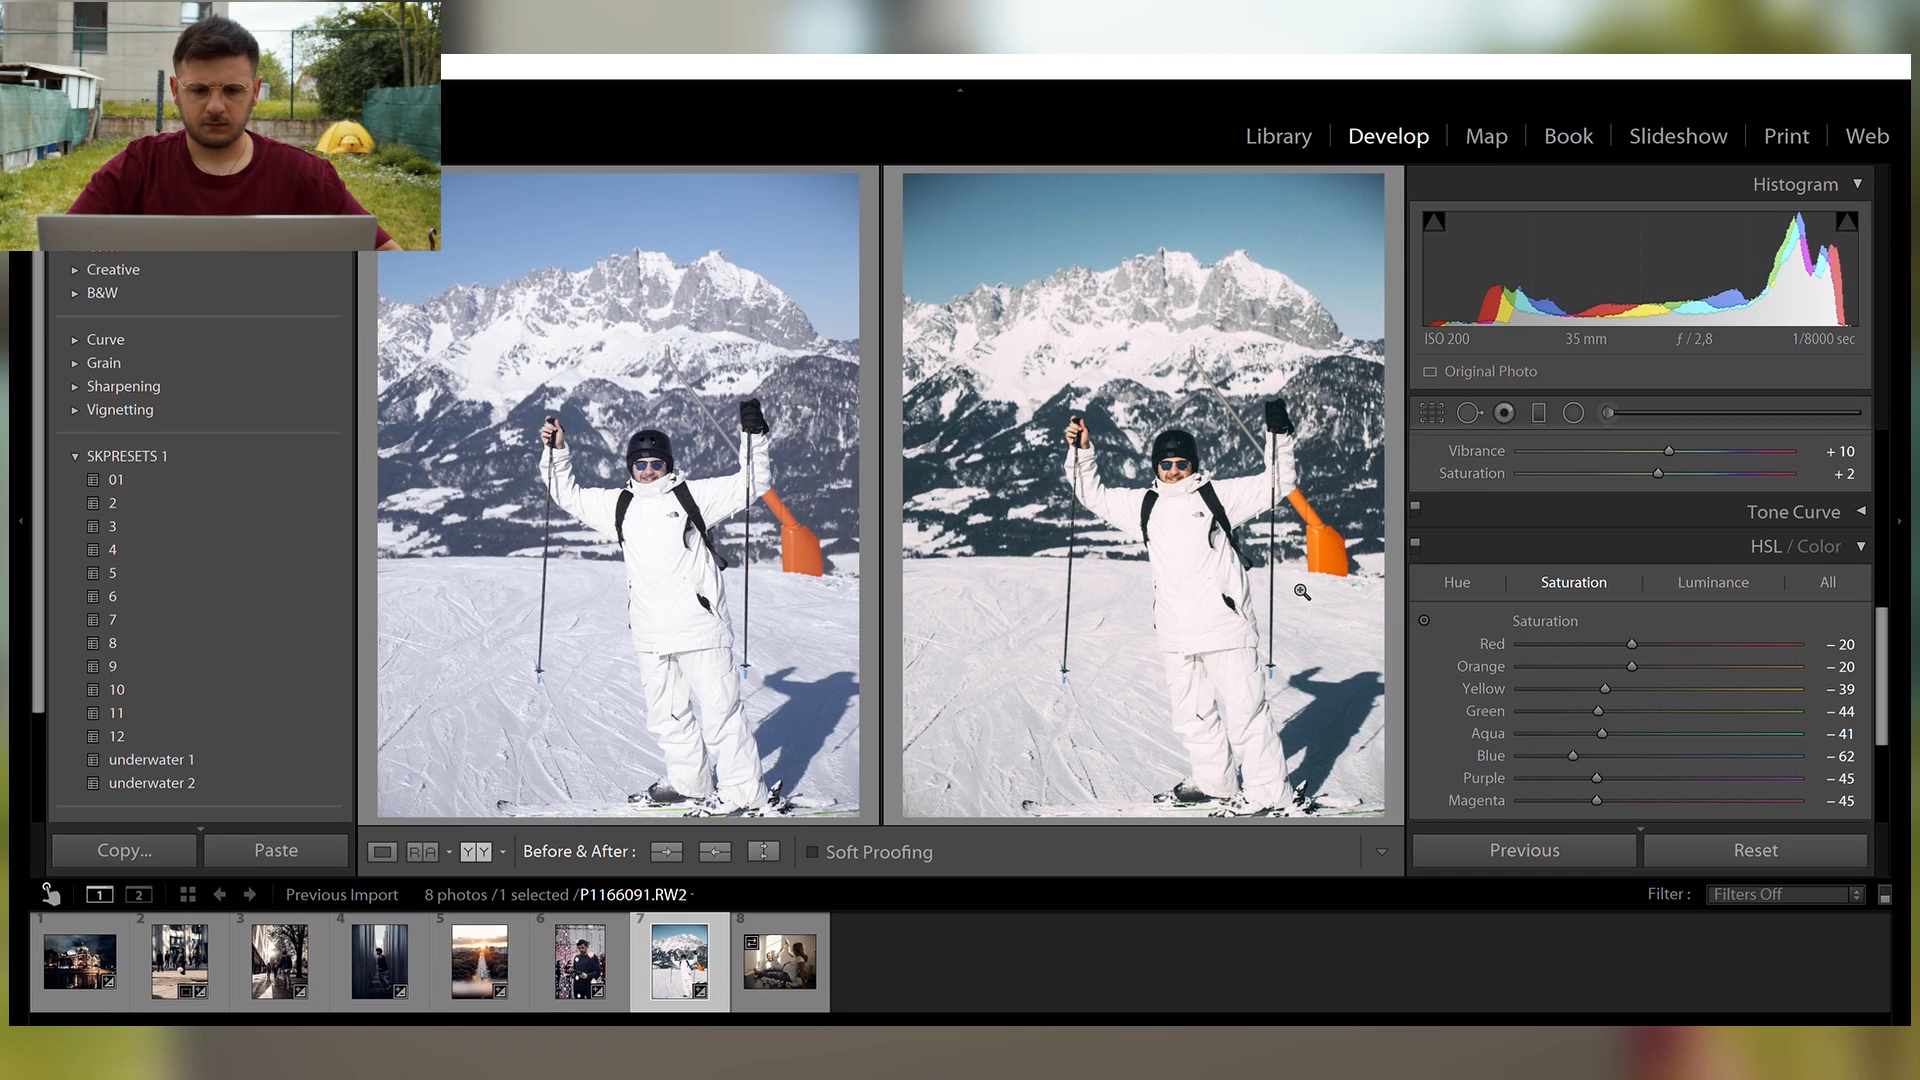 Library Develop Map Book Slideshow Print Web
Creative
B&W
Curve
Grain
Sharpening
Vignetting
SKPRESETS 1
01
2
3
4
5
6
7
8
9
10
11
12
underwater 1
underwater 2
Copy... Paste
Histogram
ISO 200 35 mm ƒ / 2,8 1/8000 sec
Original Photo
Vibrance + 10
Saturation + 2
Tone Curve
HSL / Color
Hue Saturation Luminance All
Saturation
Red – 20
Orange – 20
Yellow – 39
Green – 44
Aqua – 41
Blue – 62
Purple – 45
Magenta – 45
Previous Reset
R A Y Y Before & After : Soft Proofing
1 2 Previous Import 8 photos / 1 selected / P1166091.RW2
Filter : Filters Off
1 2 3 4 5 6 7 8